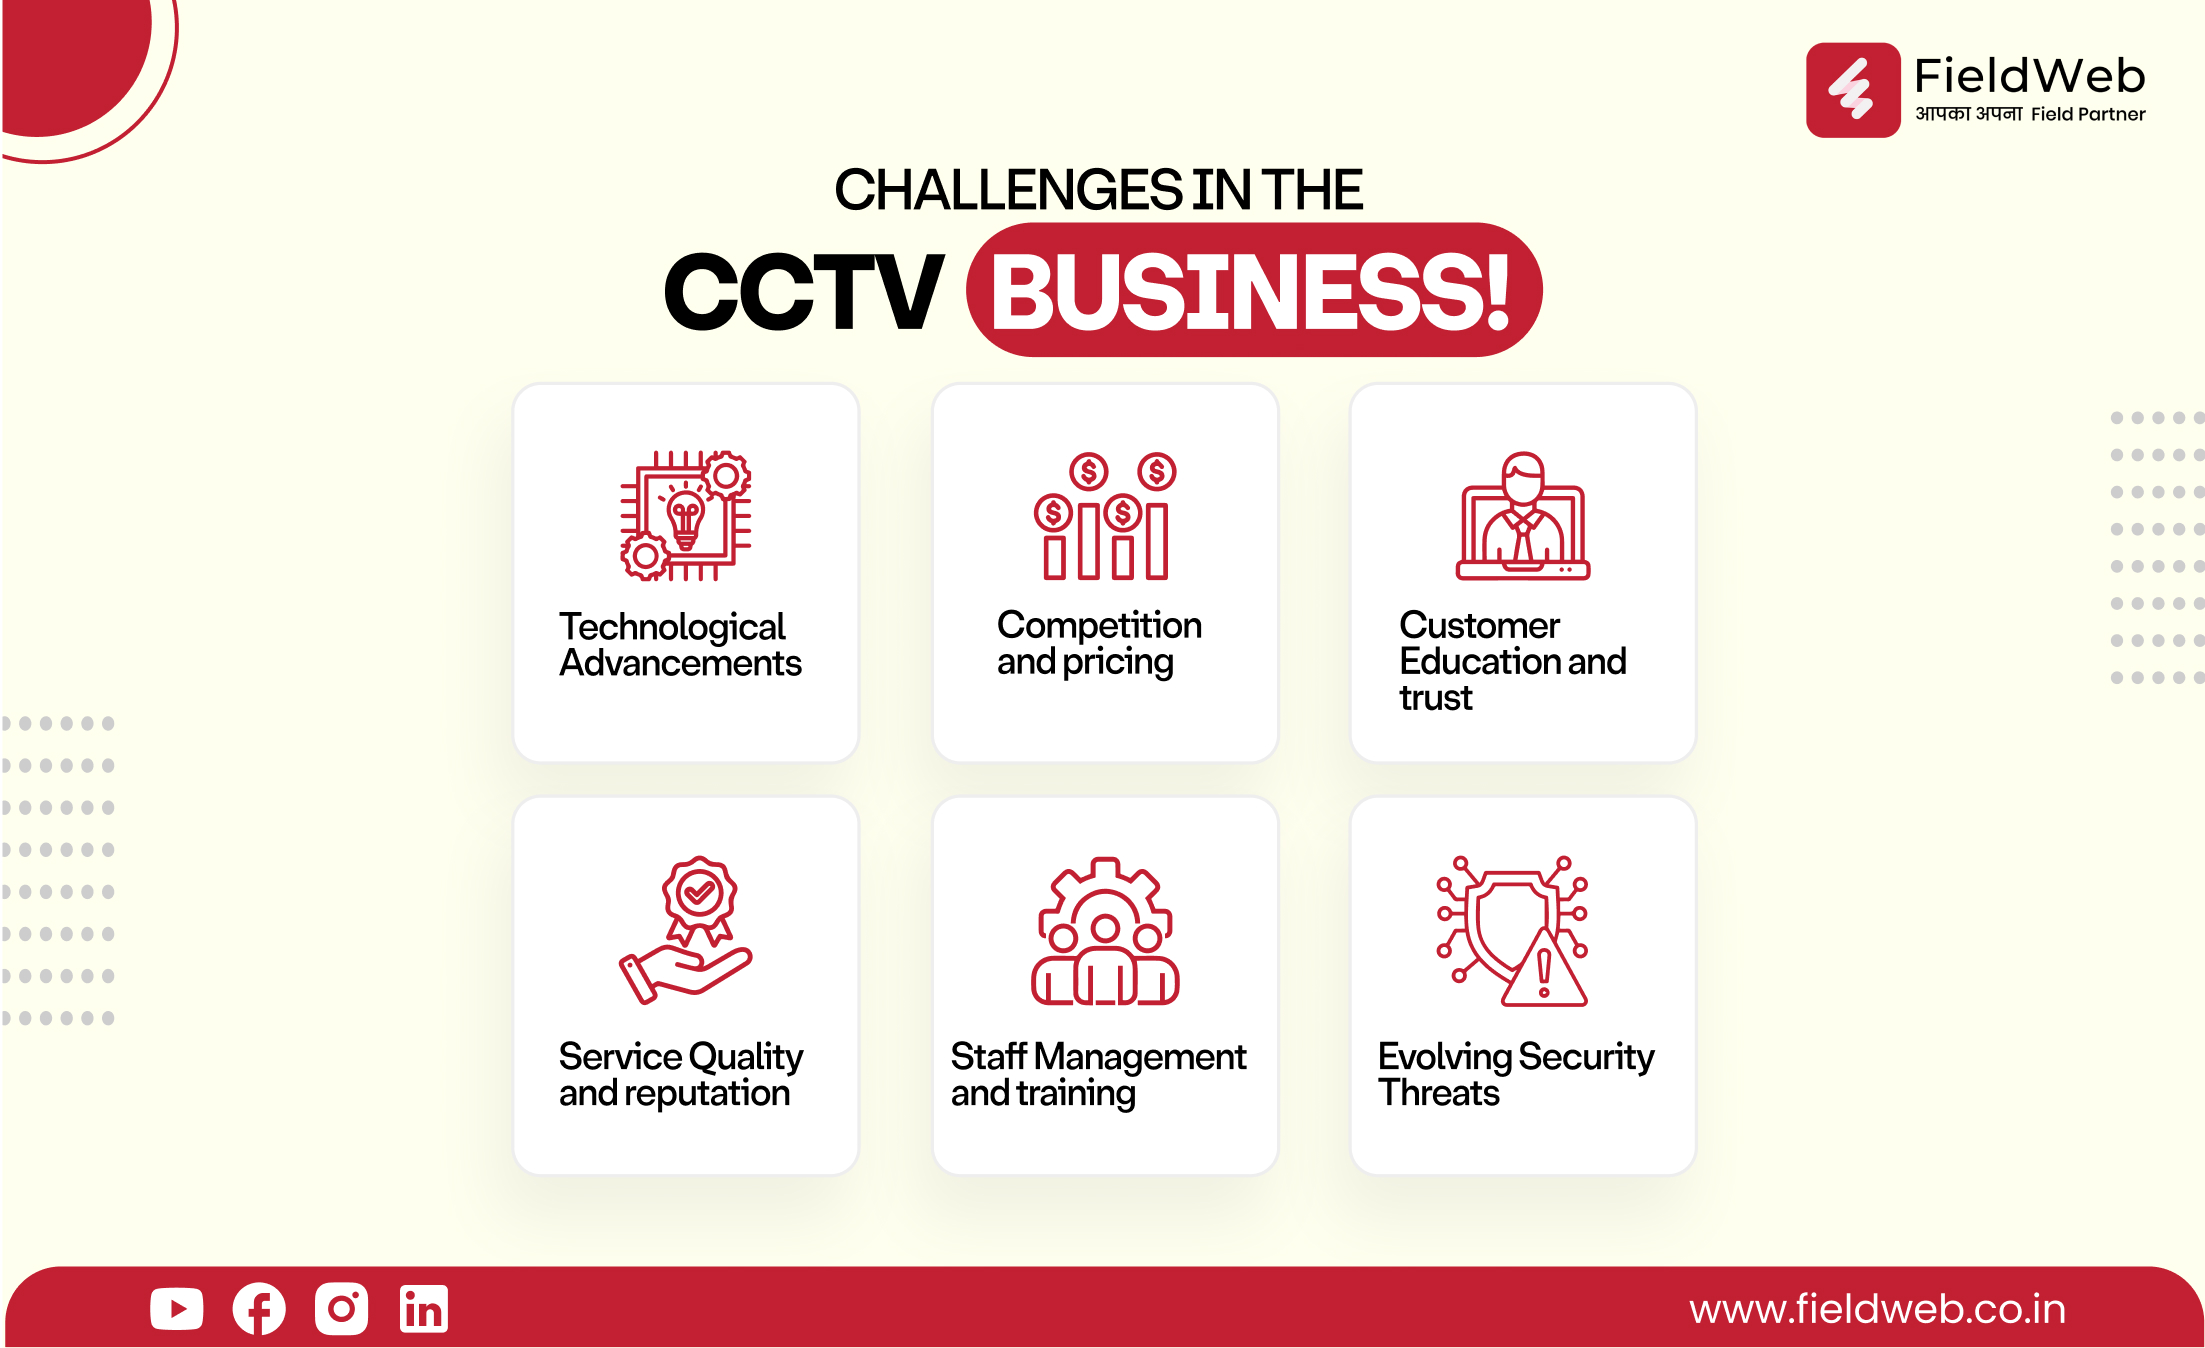 FieldWeb
आपका अपना Field Partner
CHALLENGES IN THE
CCTV BUSINESS!
Technological
Advancements
Competition
and pricing
Customer
Education and
trust
Service Quality
and reputation
Staff Management
and training
Evolving Security
Threats
www.fieldweb.co.in